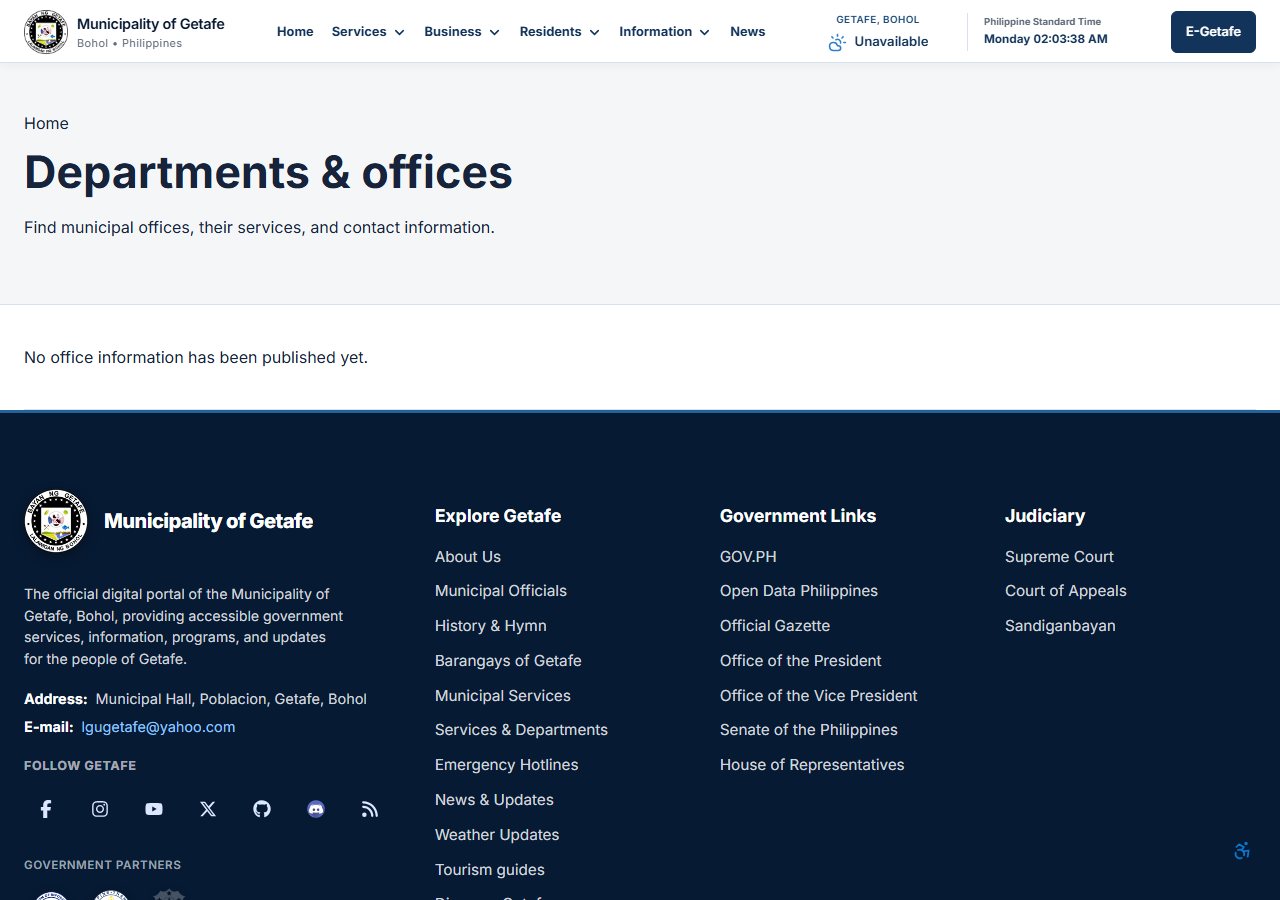 Municipality of Getafe
Bohol • Philippines
Home
Services
Business
Residents
Information
News
GETAFE, BOHOL
Unavailable
Philippine Standard Time
Monday 02:03:38 AM
E-Getafe
Home
Departments & offices
Find municipal offices, their services, and contact information.
No office information has been published yet.
Municipality of Getafe
The official digital portal of the Municipality of
Getafe, Bohol, providing accessible government
services, information, programs, and updates
for the people of Getafe.
Address: Municipal Hall, Poblacion, Getafe, Bohol
E-mail: lgugetafe@yahoo.com
FOLLOW GETAFE
GOVERNMENT PARTNERS
Explore Getafe
About Us
Municipal Officials
History & Hymn
Barangays of Getafe
Municipal Services
Services & Departments
Emergency Hotlines
News & Updates
Weather Updates
Tourism guides
Government Links
GOV.PH
Open Data Philippines
Official Gazette
Office of the President
Office of the Vice President
Senate of the Philippines
House of Representatives
Judiciary
Supreme Court
Court of Appeals
Sandiganbayan